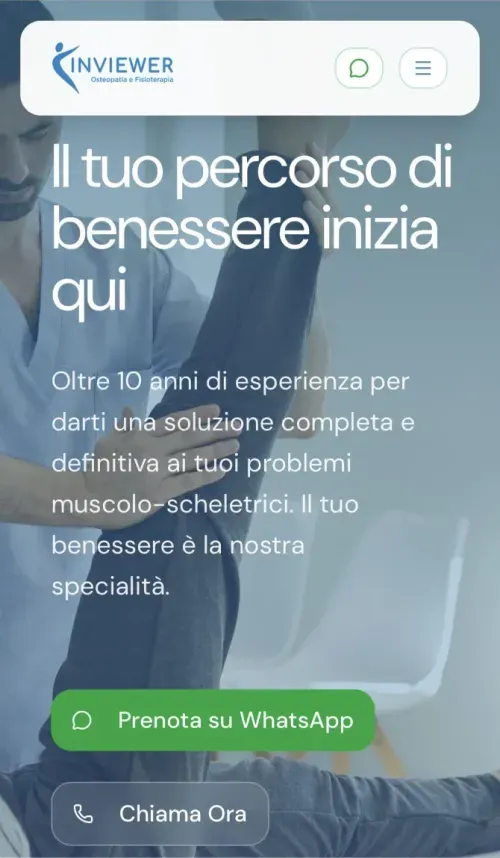 INVIEWER
Osteopatia e Fisioterapia
Il tuo percorso di
benessere inizia
qui
Oltre 10 anni di esperienza per
darti una soluzione completa e
definitiva ai tuoi problemi
muscolo-scheletrici. Il tuo
benessere è la nostra
specialità.
Prenota su WhatsApp
Chiama Ora